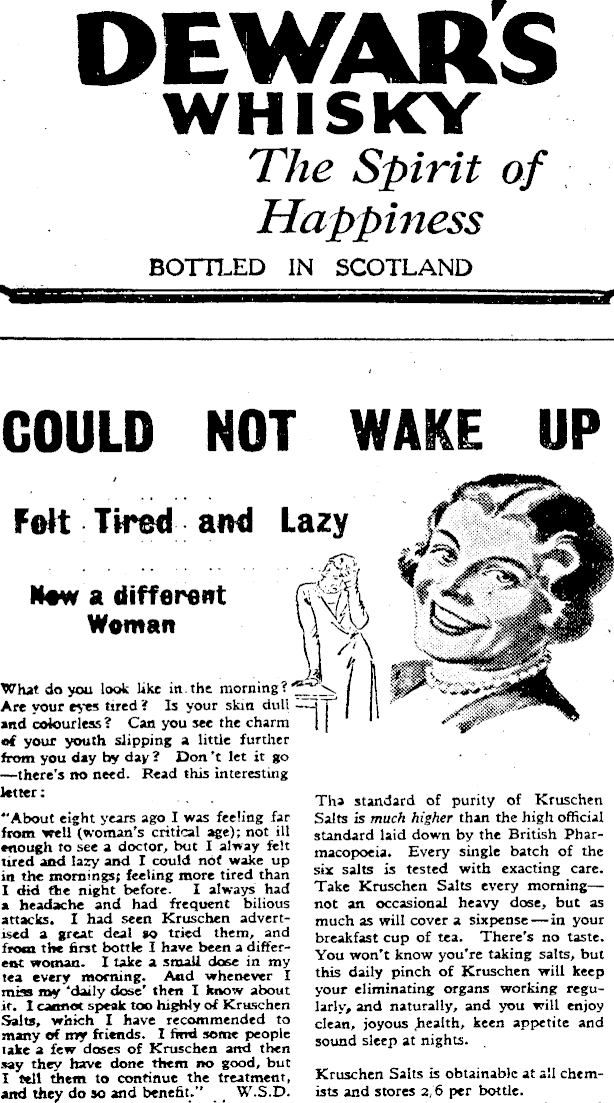 DEWAR'S
WHISKY
The Spirit of
Happiness
BOTTLED IN SCOTLAND
COULD NOT WAKE UP
Felt Tired and Lazy
Now a different
Woman
What do you look like in the morning?
Are your eyes tired? Is your skin dull
and colourless? Can you see the charm
of your youth slipping a little further
from you day by day? Don't let it go
—there's no need. Read this interesting
letter:
"About eight years ago I was feeling far
from well (woman's critical age); not ill
enough to see a doctor, but I alway felt
tired and lazy and I could not wake up
in the mornings; feeling more tired than
I did the night before. I always had
a headache and had frequent bilious
attacks. I had seen Kruschen advert-
ised a great deal so tried them, and
from the first bottle I have been a differ-
ent woman. I take a small dose in my
tea every morning. And whenever I
miss my 'daily dose' then I know about
it. I cannot speak too highly of Kruschen
Salts, which I have recommended to
many of my friends. I find some people
take a few doses of Kruschen and then
say they have done them no good, but
I tell them to continue the treatment,
and they do so and benefit." W.S.D.
The standard of purity of Kruschen
Salts is much higher than the high official
standard laid down by the British Phar-
macopoeia. Every single batch of the
six salts is tested with exacting care.
Take Kruschen Salts every morning—
not an occasional heavy dose, but as
much as will cover a sixpense—in your
breakfast cup of tea. There's no taste.
You won't know you're taking salts, but
this daily pinch of Kruschen will keep
your eliminating organs working regu-
larly, and naturally, and you will enjoy
clean, joyous health, keen appetite and
sound sleep at nights.
Kruschen Salts is obtainable at all chem-
ists and stores 2/6 per bottle.